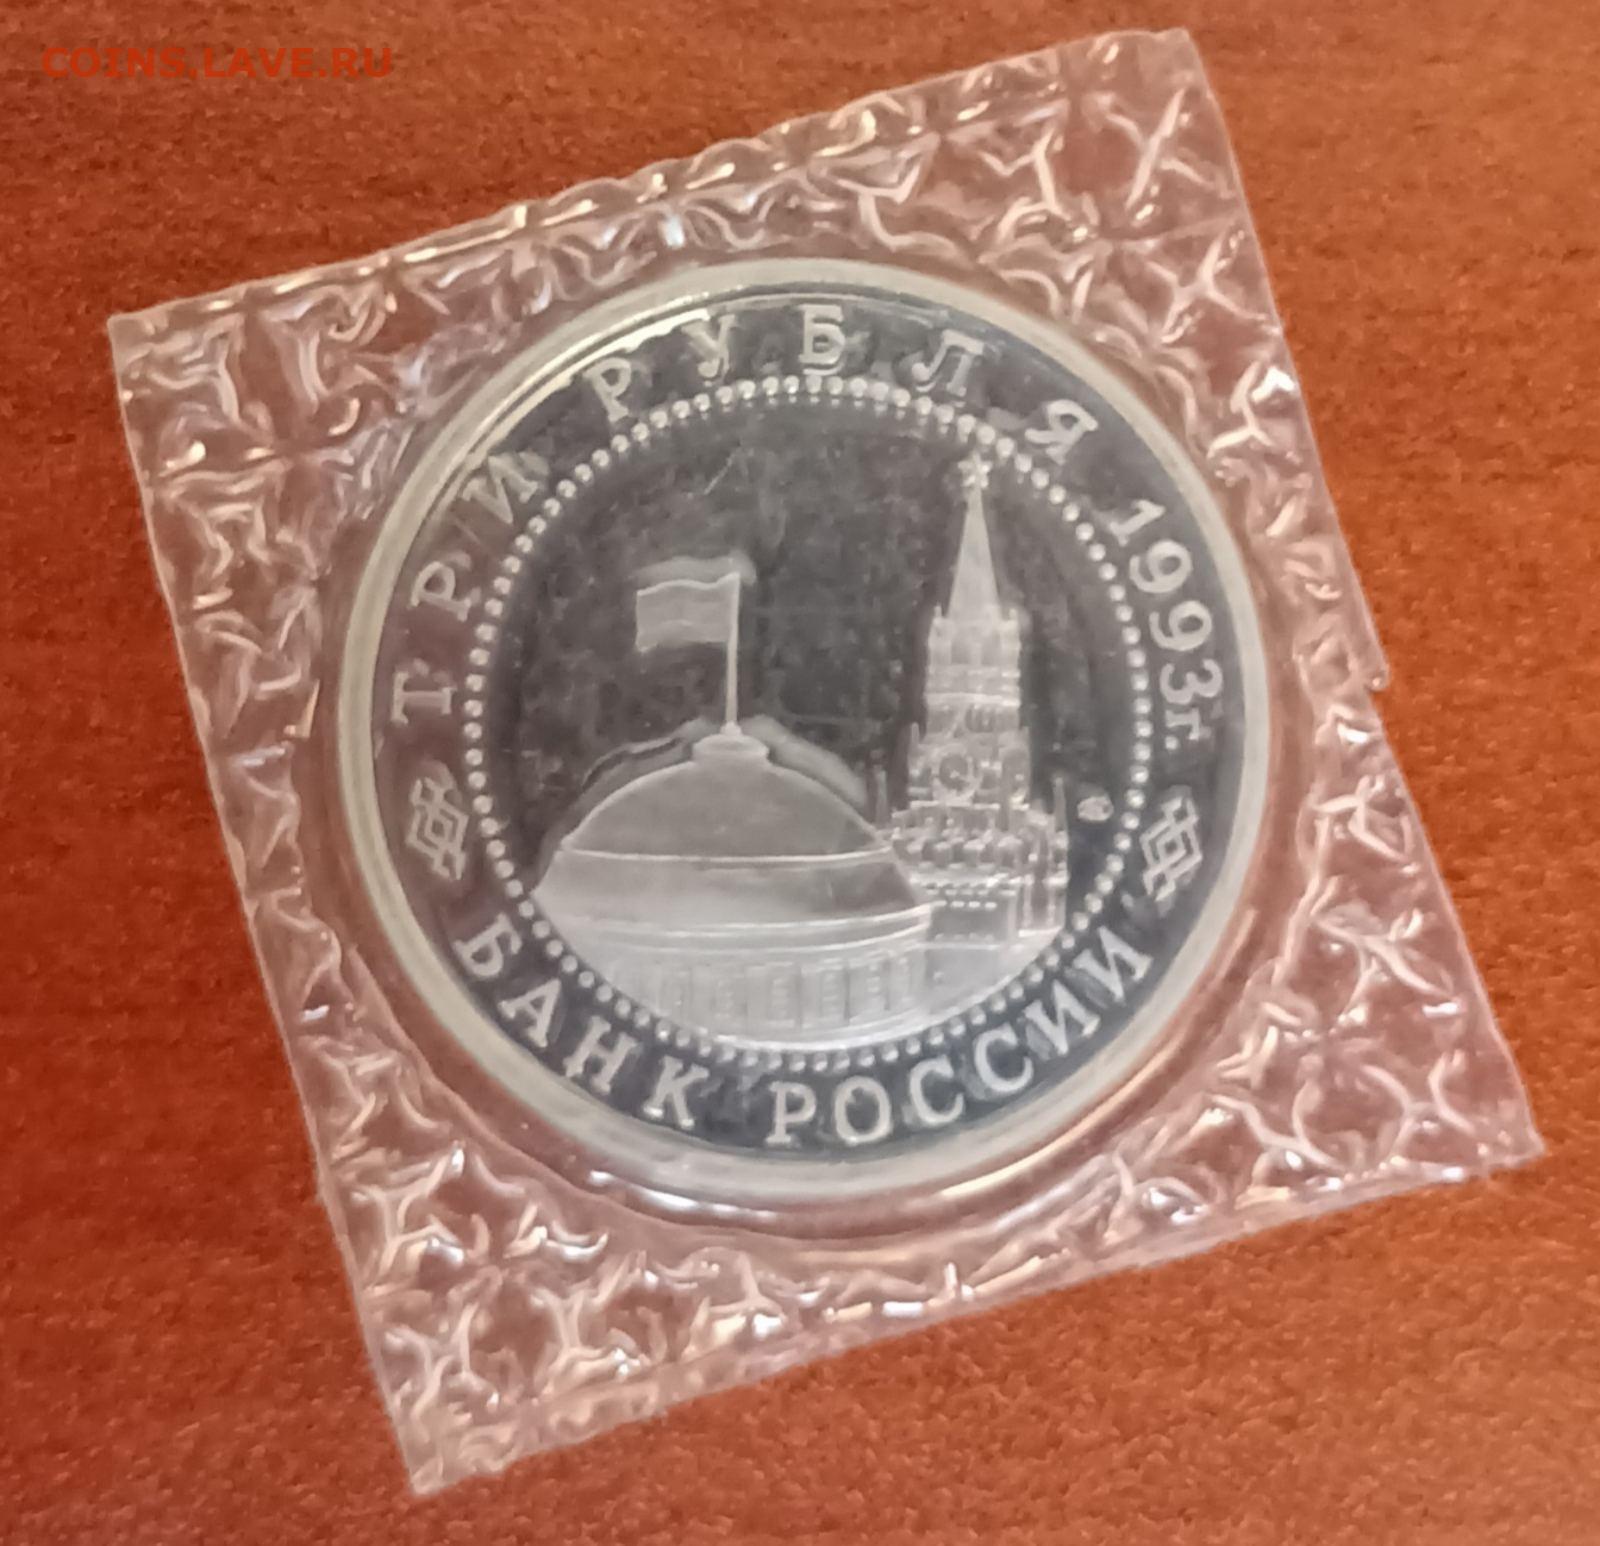 COINS.LAVE.RU
ТРИ РУБЛЯ 1993г.
БАНК РОССИИ